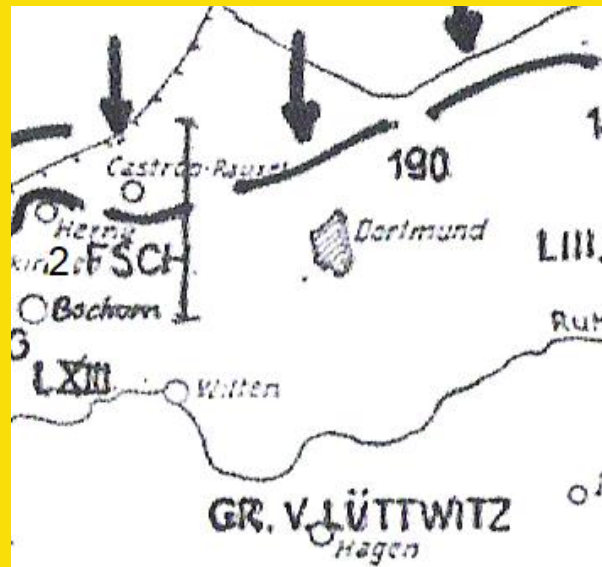 Castrop-Rauxel
190
Herne
Dortmund
2 FSCH
LIII.
Bochum
LXIII
Witten
GR. V. LÜTTWITZ
Hagen